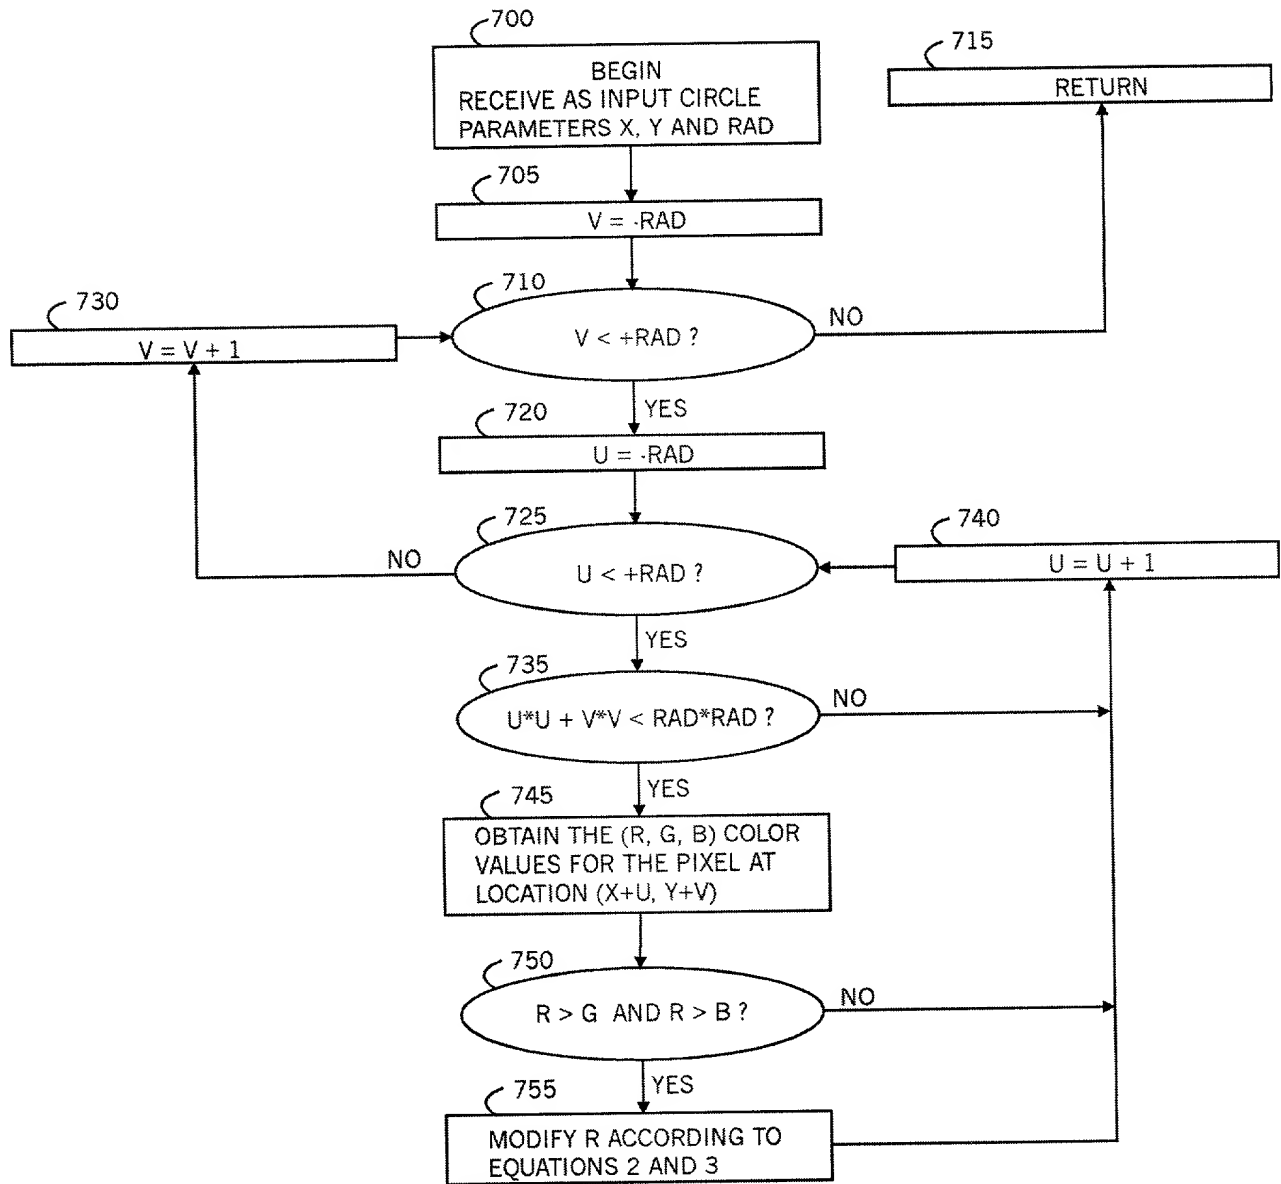 700
BEGIN
RECEIVE AS INPUT CIRCLE
PARAMETERS X, Y AND RAD
715
RETURN
705
V = -RAD
710
V < +RAD ?
NO
730
V = V + 1
YES
720
U = -RAD
725
U < +RAD ?
NO
740
U = U + 1
YES
735
U*U + V*V < RAD*RAD ?
NO
YES
745
OBTAIN THE (R, G, B) COLOR
VALUES FOR THE PIXEL AT
LOCATION (X+U, Y+V)
750
R > G AND R > B ?
NO
YES
755
MODIFY R ACCORDING TO
EQUATIONS 2 AND 3